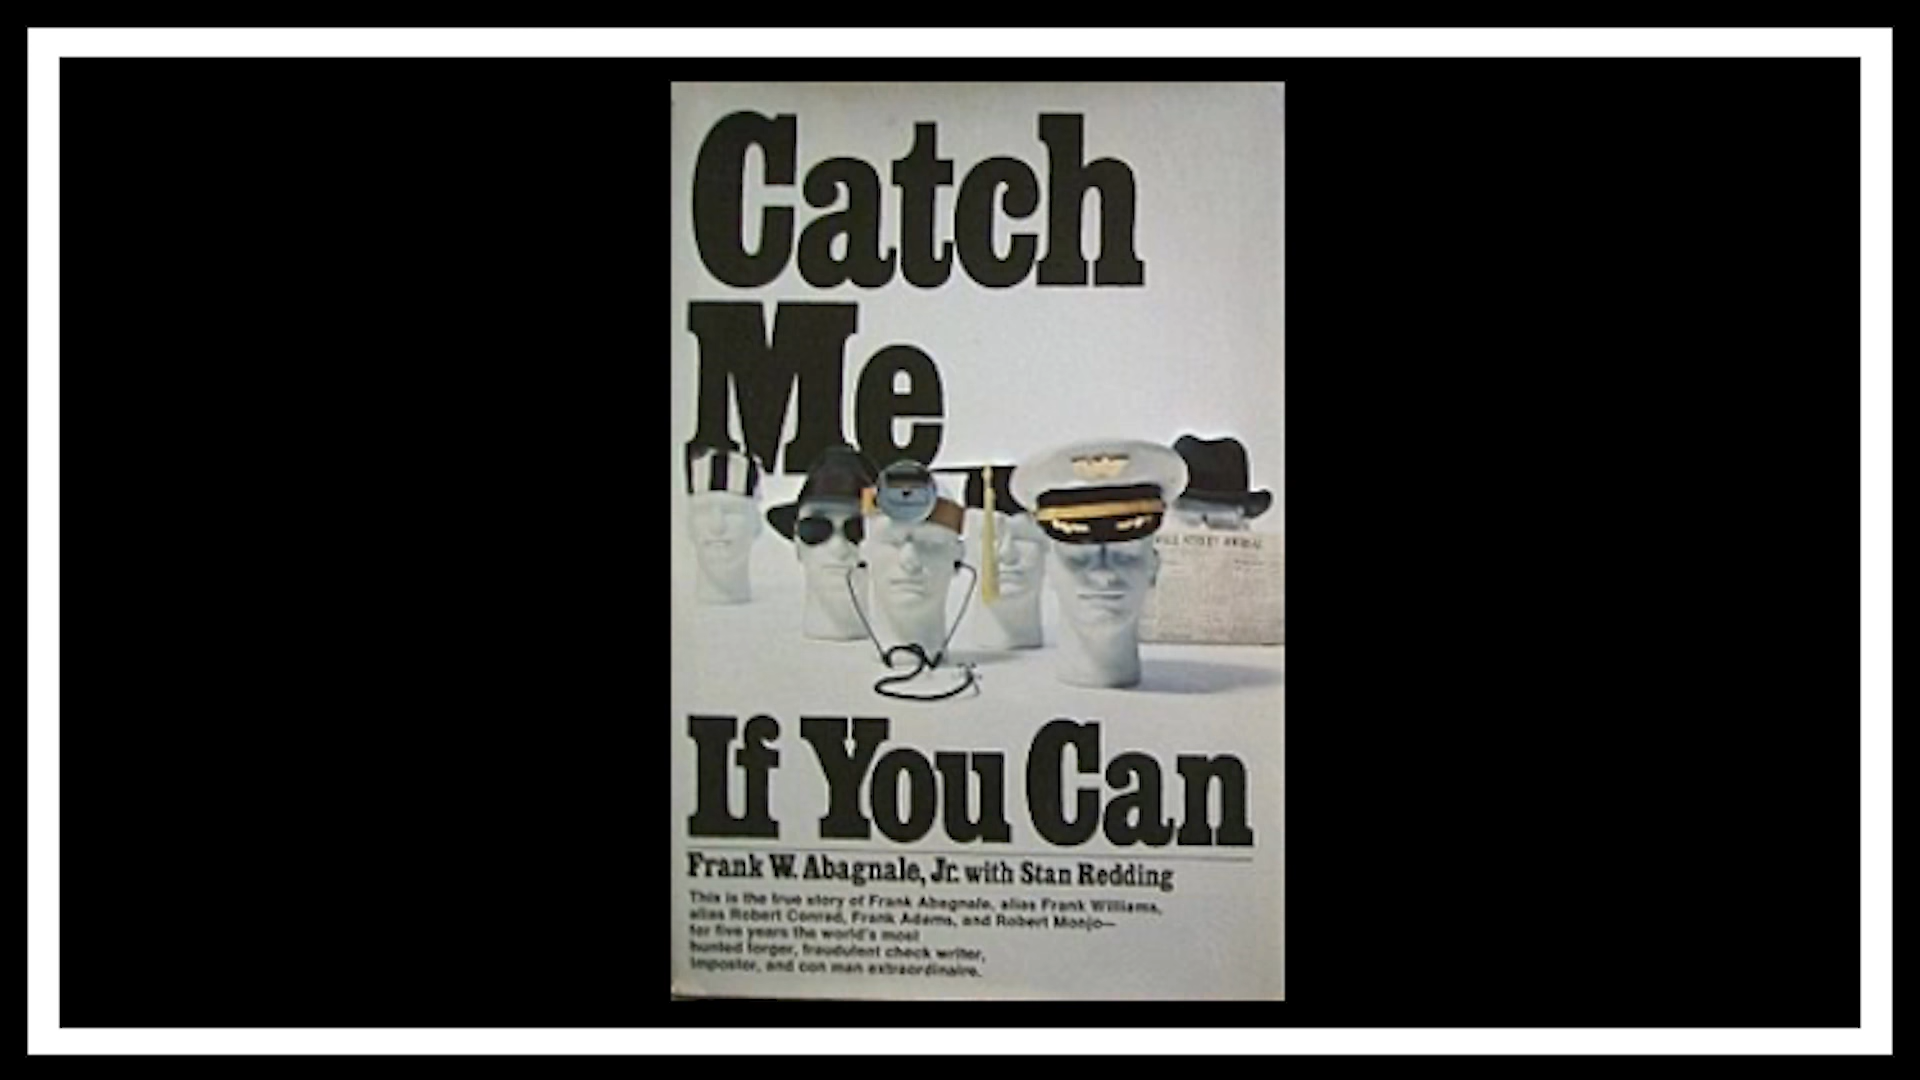 Catch
Me
If You Can
Frank W. Abagnale, Jr. with Stan Redding
This is the true story of Frank Abagnale, alias Frank Williams,
alias Robert Conrad, Frank Adams, and Robert Monjo—
for five years the world's most
hunted forger, fraudulent check writer,
impostor, and con man extraordinaire.